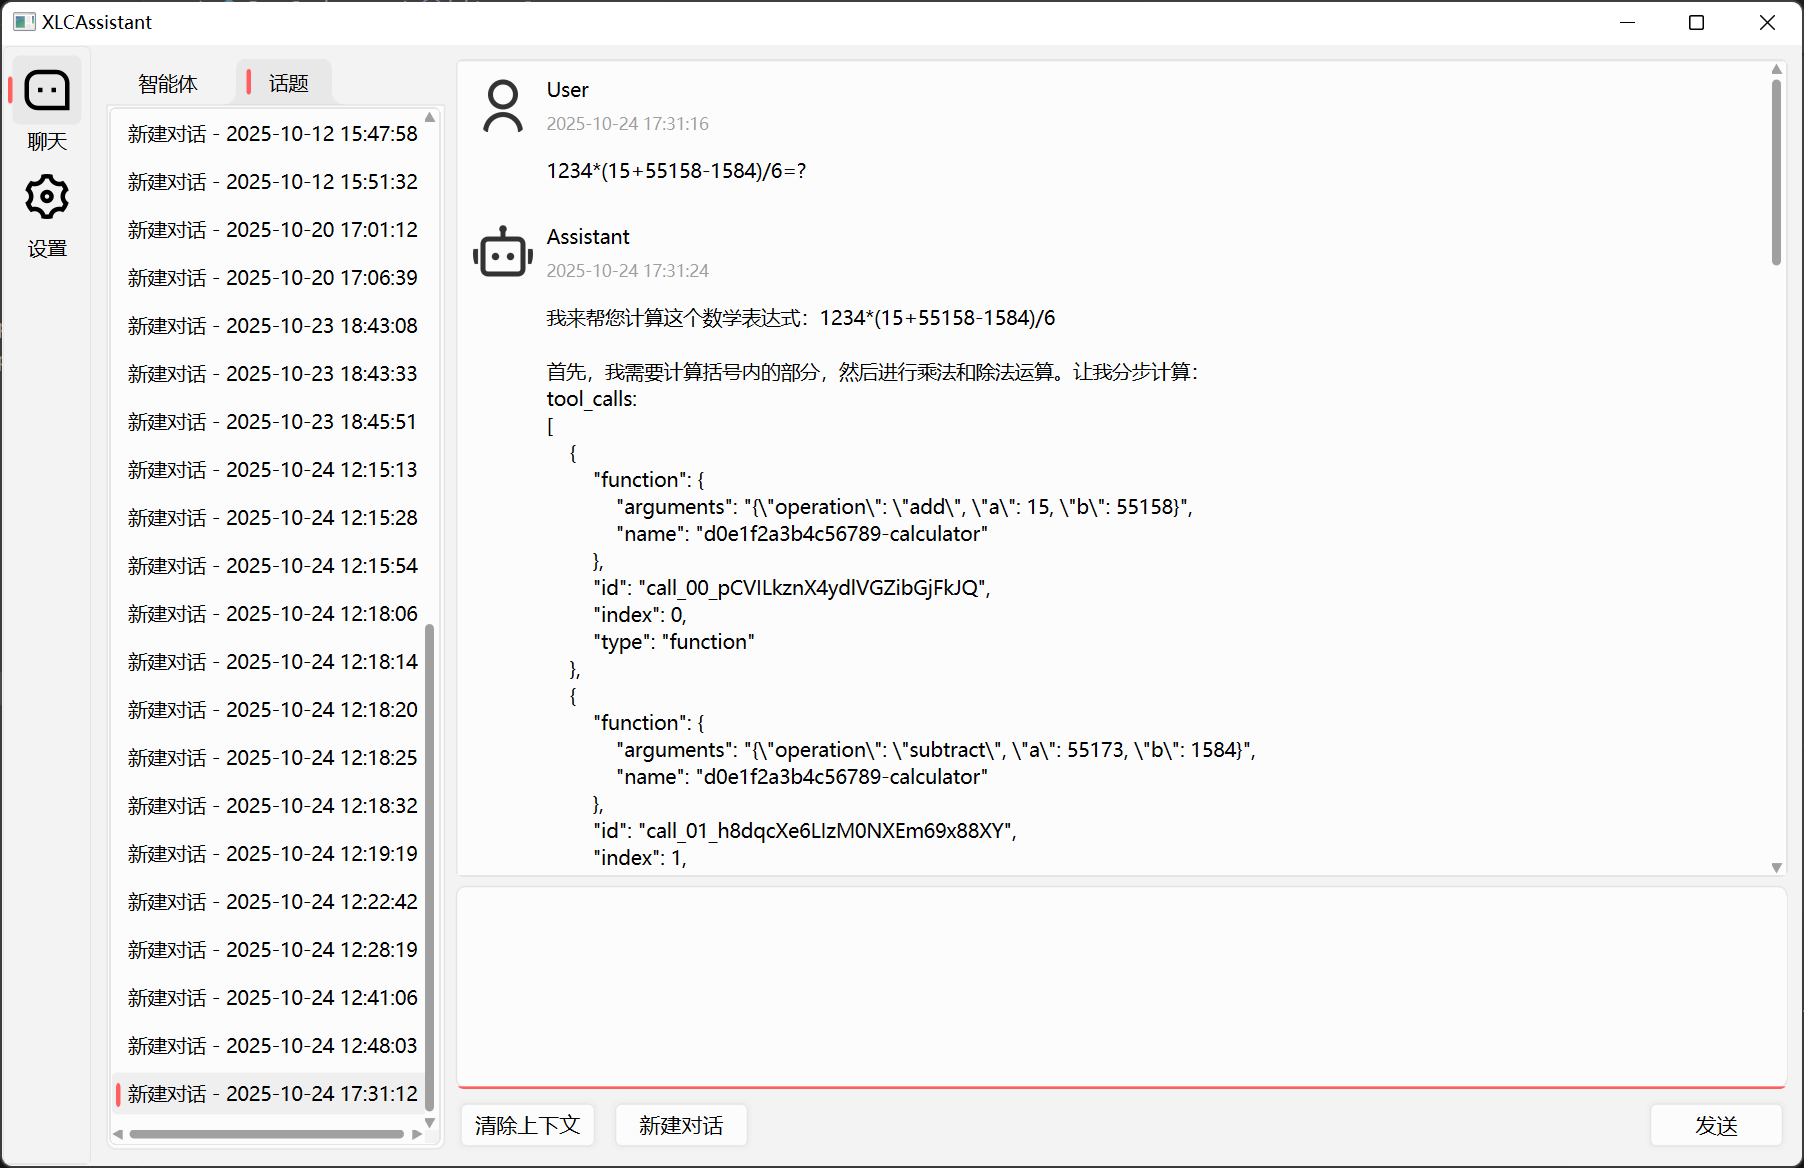 XLCAssistant
聊天
设置
智能体
话题
新建对话 - 2025-10-12 15:47:58
新建对话 - 2025-10-12 15:51:32
新建对话 - 2025-10-20 17:01:12
新建对话 - 2025-10-20 17:06:39
新建对话 - 2025-10-23 18:43:08
新建对话 - 2025-10-23 18:43:33
新建对话 - 2025-10-23 18:45:51
新建对话 - 2025-10-24 12:15:13
新建对话 - 2025-10-24 12:15:28
新建对话 - 2025-10-24 12:15:54
新建对话 - 2025-10-24 12:18:06
新建对话 - 2025-10-24 12:18:14
新建对话 - 2025-10-24 12:18:20
新建对话 - 2025-10-24 12:18:25
新建对话 - 2025-10-24 12:18:32
新建对话 - 2025-10-24 12:19:19
新建对话 - 2025-10-24 12:22:42
新建对话 - 2025-10-24 12:28:19
新建对话 - 2025-10-24 12:41:06
新建对话 - 2025-10-24 12:48:03
新建对话 - 2025-10-24 17:31:12
User
2025-10-24 17:31:16
1234*(15+55158-1584)/6=?
Assistant
2025-10-24 17:31:24
我来帮您计算这个数学表达式：1234*(15+55158-1584)/6
首先，我需要计算括号内的部分，然后进行乘法和除法运算。让我分步计算：
tool_calls:
[
{
"function": {
"arguments": "{\"operation\": \"add\", \"a\": 15, \"b\": 55158}",
"name": "d0e1f2a3b4c56789-calculator"
},
"id": "call_00_pCVILkznX4ydlVGZibGjFkJQ",
"index": 0,
"type": "function"
},
{
"function": {
"arguments": "{\"operation\": \"subtract\", \"a\": 55173, \"b\": 1584}",
"name": "d0e1f2a3b4c56789-calculator"
},
"id": "call_01_h8dqcXe6LIzM0NXEm69x88XY",
"index": 1,
清除上下文
新建对话
发送